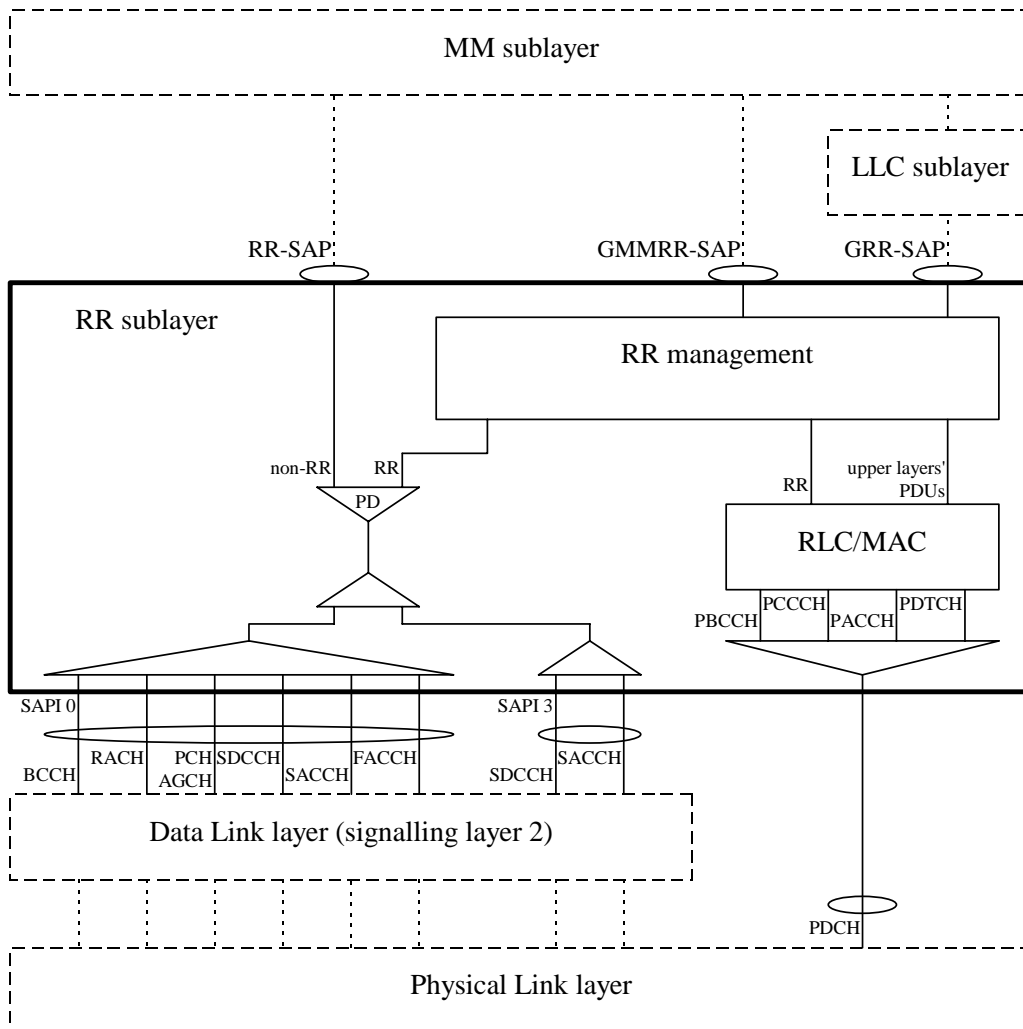 MM sublayer
LLC sublayer
RR-SAP
GMMRR-SAP
GRR-SAP
RR sublayer
RR management
non-RR
RR
PD
RR
upper layers'
PDUs
RLC/MAC
PBCCH
PCCCH
PACCH
PDTCH
SAPI 0
SAPI 3
BCCH
RACH
PCH
AGCH
SDCCH
SACCH
FACCH
SDCCH
SACCH
Data Link layer (signalling layer 2)
PDCH
Physical Link layer